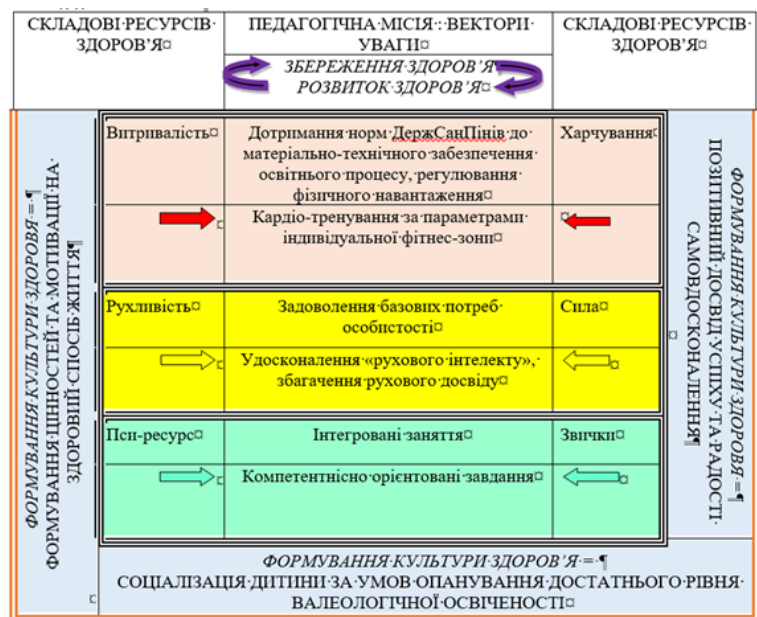 СКЛАДОВІ РЕСУРСІВ
ЗДОРОВ’Я
ПЕДАГОГІЧНА МІСІЯ: ВЕКТОРИ
УВАГИ
ЗБЕРЕЖЕННЯ ЗДОРОВ’Я
РОЗВИТОК ЗДОРОВ’Я
СКЛАДОВІ РЕСУРСІВ
ЗДОРОВ’Я
ФОРМУВАННЯ КУЛЬТУРИ ЗДОРОВЯ =
ФОРМУВАННЯ ЦІННОСТЕЙ ТА МОТИВАЦІЇ НА
ЗДОРОВИЙ СПОСІБ ЖИТТЯ
Витривалість
Дотримання норм ДержСанПінів до
матеріально-технічного забезпечення
освітнього процесу, регулювання
фізичного навантаження
Харчування
Кардіо-тренування за параметрами
індивідуальної фітнес-зони
Рухливість
Задоволення базових потреб
особистості
Сила
Удосконалення «рухового інтелекту»,
збагачення рухового досвіду
Пси-ресурс
Інтегровані заняття
Звички
Компетентнісно орієнтовані завдання
ФОРМУВАННЯ КУЛЬТУРИ ЗДОРОВЯ =
ПОЗИТИВНИЙ ДОСВІД УСПІХУ ТА РАДОСТІ
САМОВДОСКОНАЛЕННЯ
ФОРМУВАННЯ КУЛЬТУРИ ЗДОРОВ’Я =
СОЦІАЛІЗАЦІЯ ДИТИНИ ЗА УМОВ ОПАНУВАННЯ ДОСТАТНЬОГО РІВНЯ
ВАЛЕОЛОГІЧНОЇ ОСВІЧЕНОСТІ